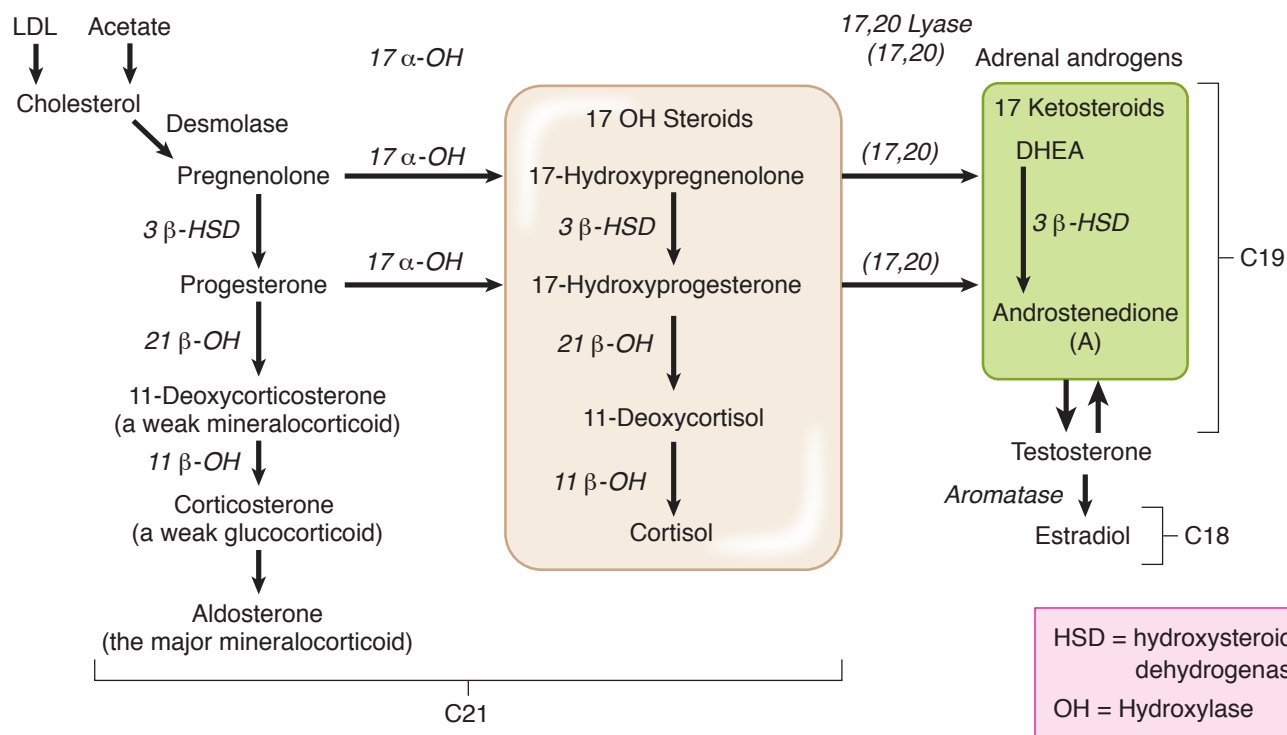 LDL
Acetate
Cholesterol
Desmolase
17 α-OH
17,20 Lyase
(17,20)
Adrenal androgens
Pregnenolone
17 α-OH
3 β-HSD
Progesterone
17 α-OH
21 β-OH
11-Deoxycorticosterone
(a weak mineralocorticoid)
11 β-OH
Corticosterone
(a weak glucocorticoid)
Aldosterone
(the major mineralocorticoid)
17 OH Steroids
17-Hydroxypregnenolone
3 β-HSD
17-Hydroxyprogesterone
21 β-OH
11-Deoxycortisol
11 β-OH
Cortisol
(17,20)
(17,20)
17 Ketosteroids
DHEA
3 β-HSD
Androstenedione
(A)
Testosterone
Aromatase
Estradiol
C19
C18
C21
HSD = hydroxysteroid
dehydrogenas
OH = Hydroxylase